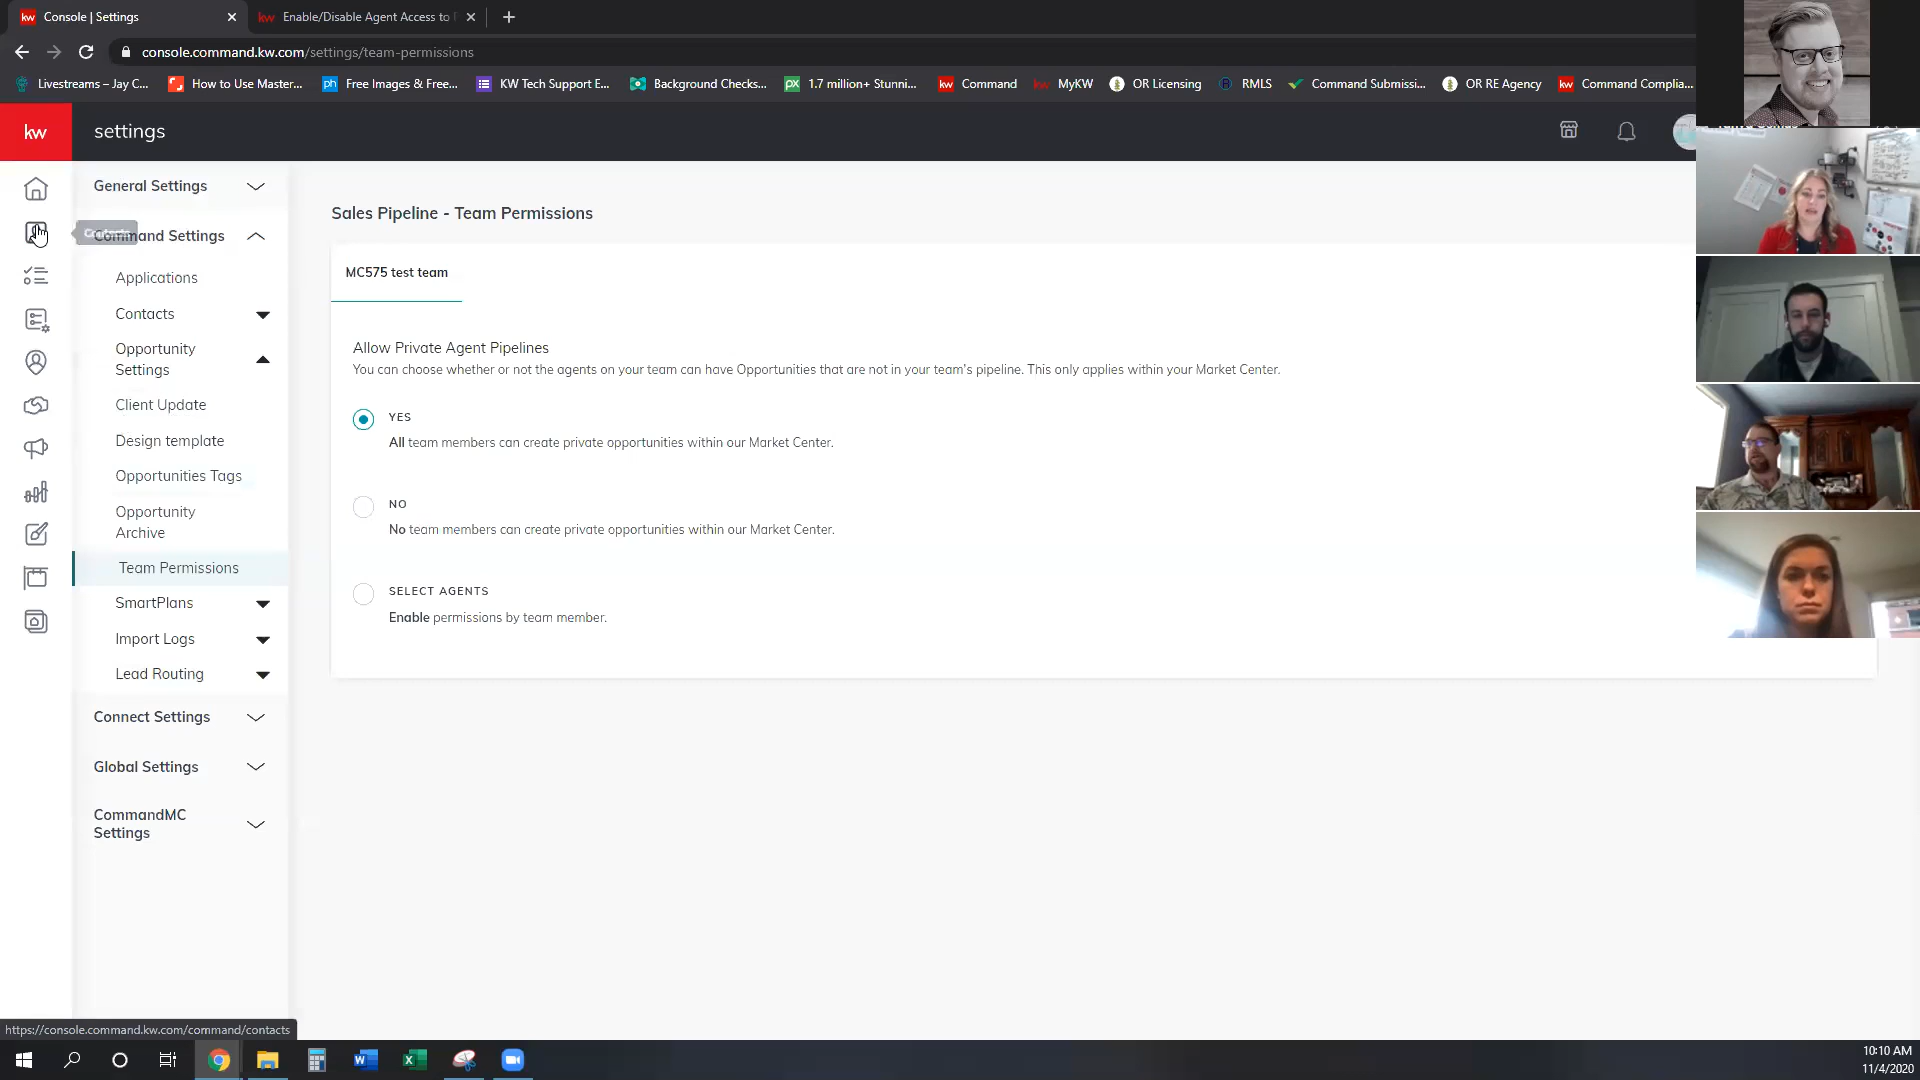 kw Console | Settings
kw Enable/Disable Agent Access to
console.command.kw.com/settings/team-permissions
Livestreams – Jay C...
How to Use Master...
ph Free Images & Free...
KW Tech Support E...
Background Checks...
px 1.7 million+ Stunni...
kw Command
kw MyKW
OR Licensing
RMLS
Command Submissi...
OR RE Agency
kw Command Complia...
kw settings
General Settings
Command Settings
Contacts
Applications
Contacts
Opportunity
Settings
Client Update
Design template
Opportunities Tags
Opportunity
Archive
Team Permissions
SmartPlans
Import Logs
Lead Routing
Connect Settings
Global Settings
CommandMC
Settings
Sales Pipeline - Team Permissions
MC575 test team
Allow Private Agent Pipelines
You can choose whether or not the agents on your team can have Opportunities that are not in your team's pipeline. This only applies within your Market Center.
YES
All team members can create private opportunities within our Market Center.
NO
No team members can create private opportunities within our Market Center.
SELECT AGENTS
Enable permissions by team member.
https://console.command.kw.com/command/contacts
10:10 AM
11/4/2020